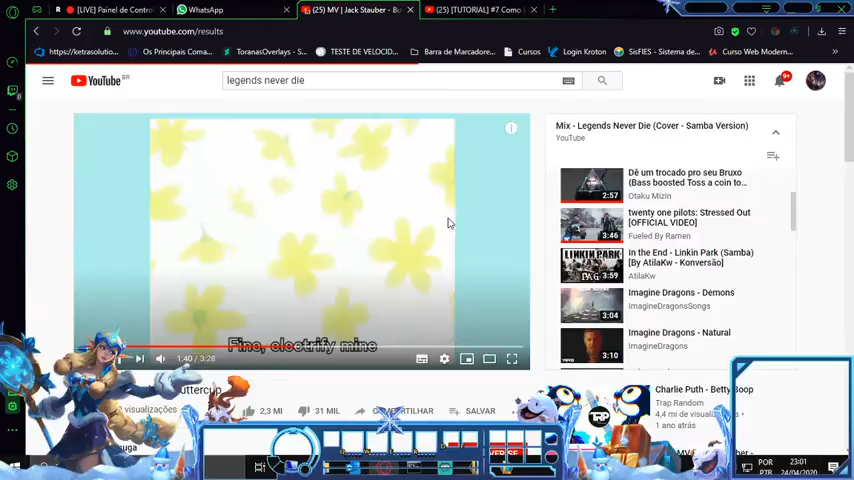 [LIVE] Painel de Contro
WhatsApp
(25) MV | Jack Stauber - Bu
(25) [TUTORIAL] #7 Como
www.youtube.com/results
https://ketrasolutio...
Os Principais Coma...
ToranasOverlays - T...
TESTE DE VELOCID...
Barra de Marcadore...
Cursos
Login Kroton
SisFIES - Sistema de...
Curso Web Modern...
YouTube BR
legends never die
9+
Mix - Legends Never Die (Cover - Samba Version)
YouTube
Dê um trocado pro seu Bruxo
(Bass boosted Toss a coin to...
Otaku Mizin
2:57
twenty one pilots: Stressed Out
[OFFICIAL VIDEO]
Fueled By Ramen
3:46
In the End - Linkin Park (Samba)
[By AtilaKw - Konversão]
AtilaKw
LINKIN PARK
3:59
Imagine Dragons - Demons
ImagineDragonsSongs
3:04
Imagine Dragons - Natural
ImagineDragons
3:10
Fine, electrify mine
1:40 / 3:28
uttercup
visualizações
2,3 MI
31 MIL
COMPARTILHAR
SALVAR
Charlie Puth - Betty Boop
Trap Random
4,4 mi de visuali
1 ano atrás
TRP
POR
PTB
23:01
24/04/2020